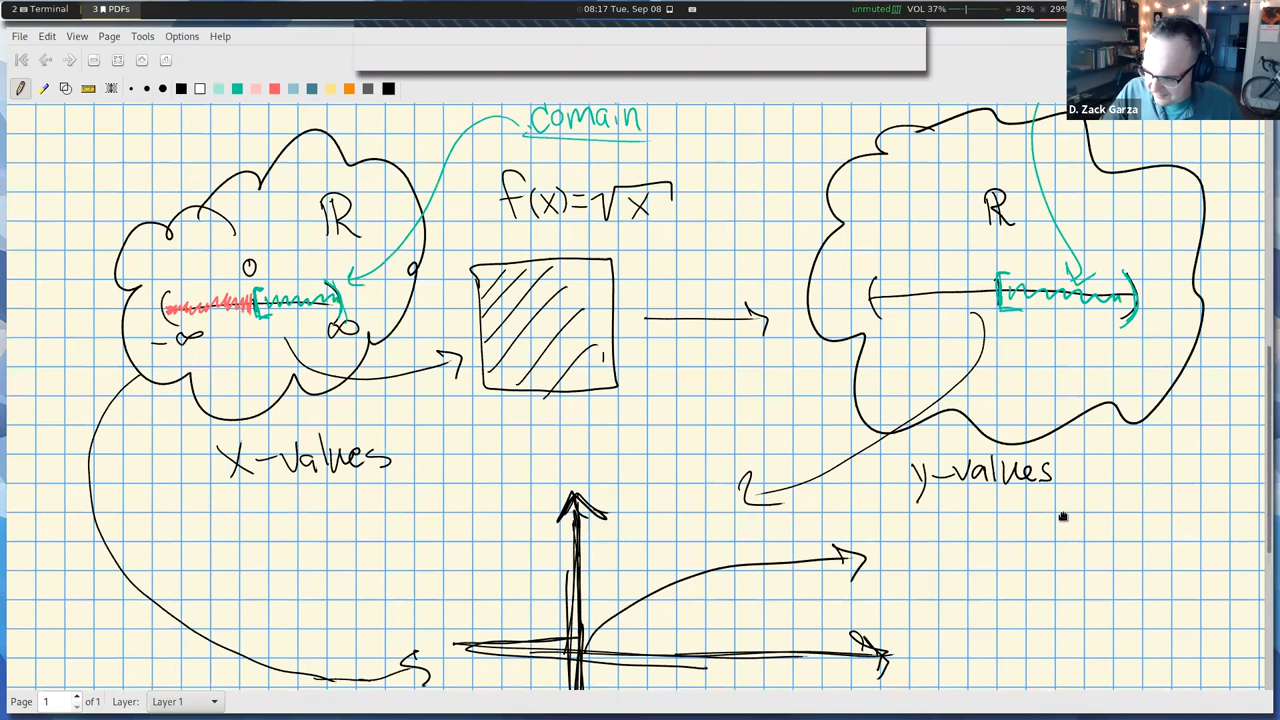 2 Terminal 3 PDFs 08:17 Tue, Sep 08 unmuted VOL 37% 32% 29%
File Edit View Page Tools Options Help
D. Zack Garza
comain
f(x)=√x
ℝ
ℝ
0
-∞ ∞
x-values
y-values
Page 1 of 1 Layer: Layer 1